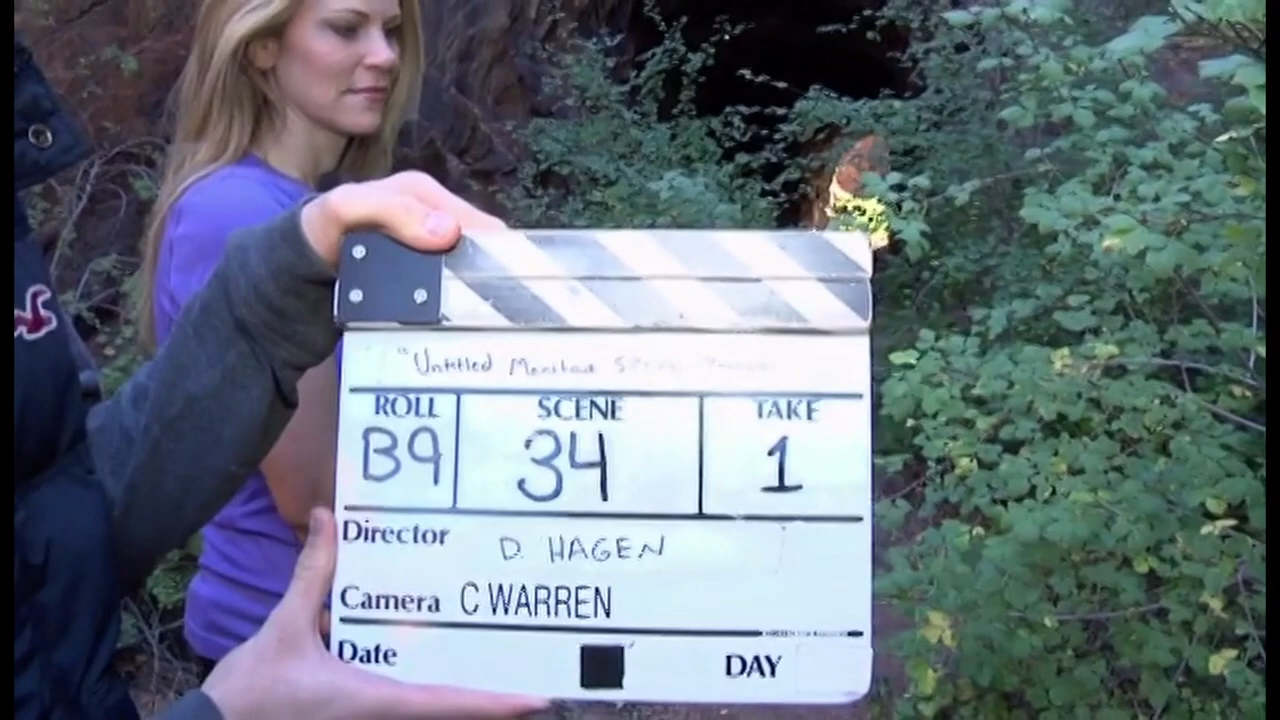 "Untitled
ROLL SCENE TAKE
B9 34 1
Director D. HAGEN
Camera C WARREN
Date DAY